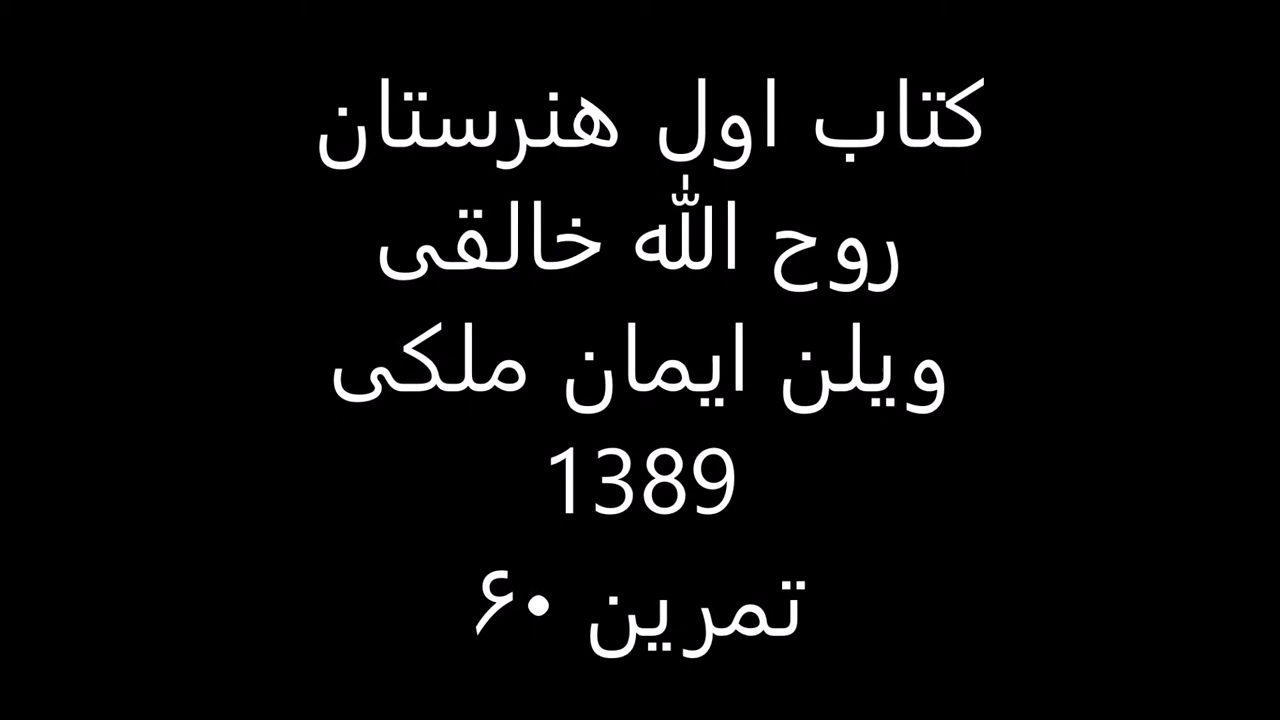 کتاب اول هنرستان
روح الله خالقی
ویلن ایمان ملکی
1389
تمرین ۶۰